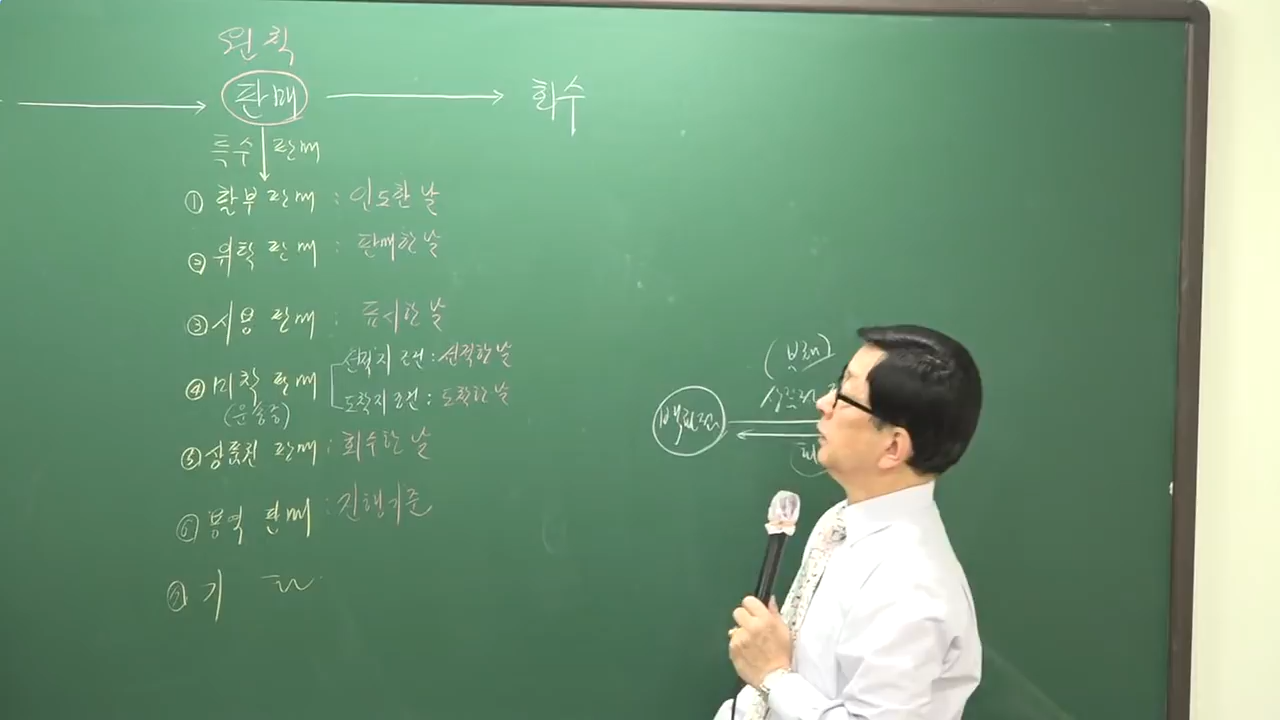 원칙
판매 회수
특수 판매
① 할부 판매 : 인도한 날
② 위탁 판매 : 판매한 날
③ 시용 판매 : 표시한 날
④ 미착 판매 선적지 조건 : 선적한 날
(운송중) 도착지 조건 : 도착한 날
⑤ 상품권 판매 : 회수한 날
⑥ 용역 판매 : 진행기준
기
백화점